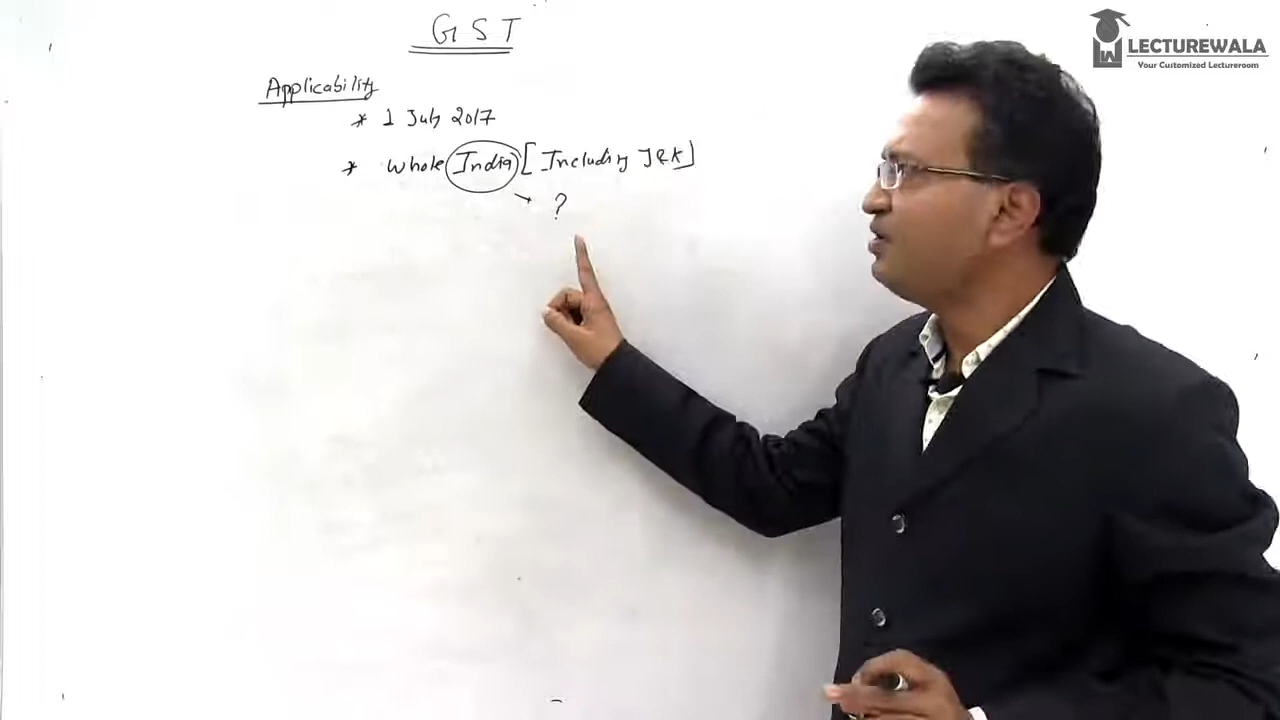 GST
LECTUREWALA
Your Customized Lectureroom
Applicability
* 1 July 2017
* Whole India [Including J&K]
→ ?